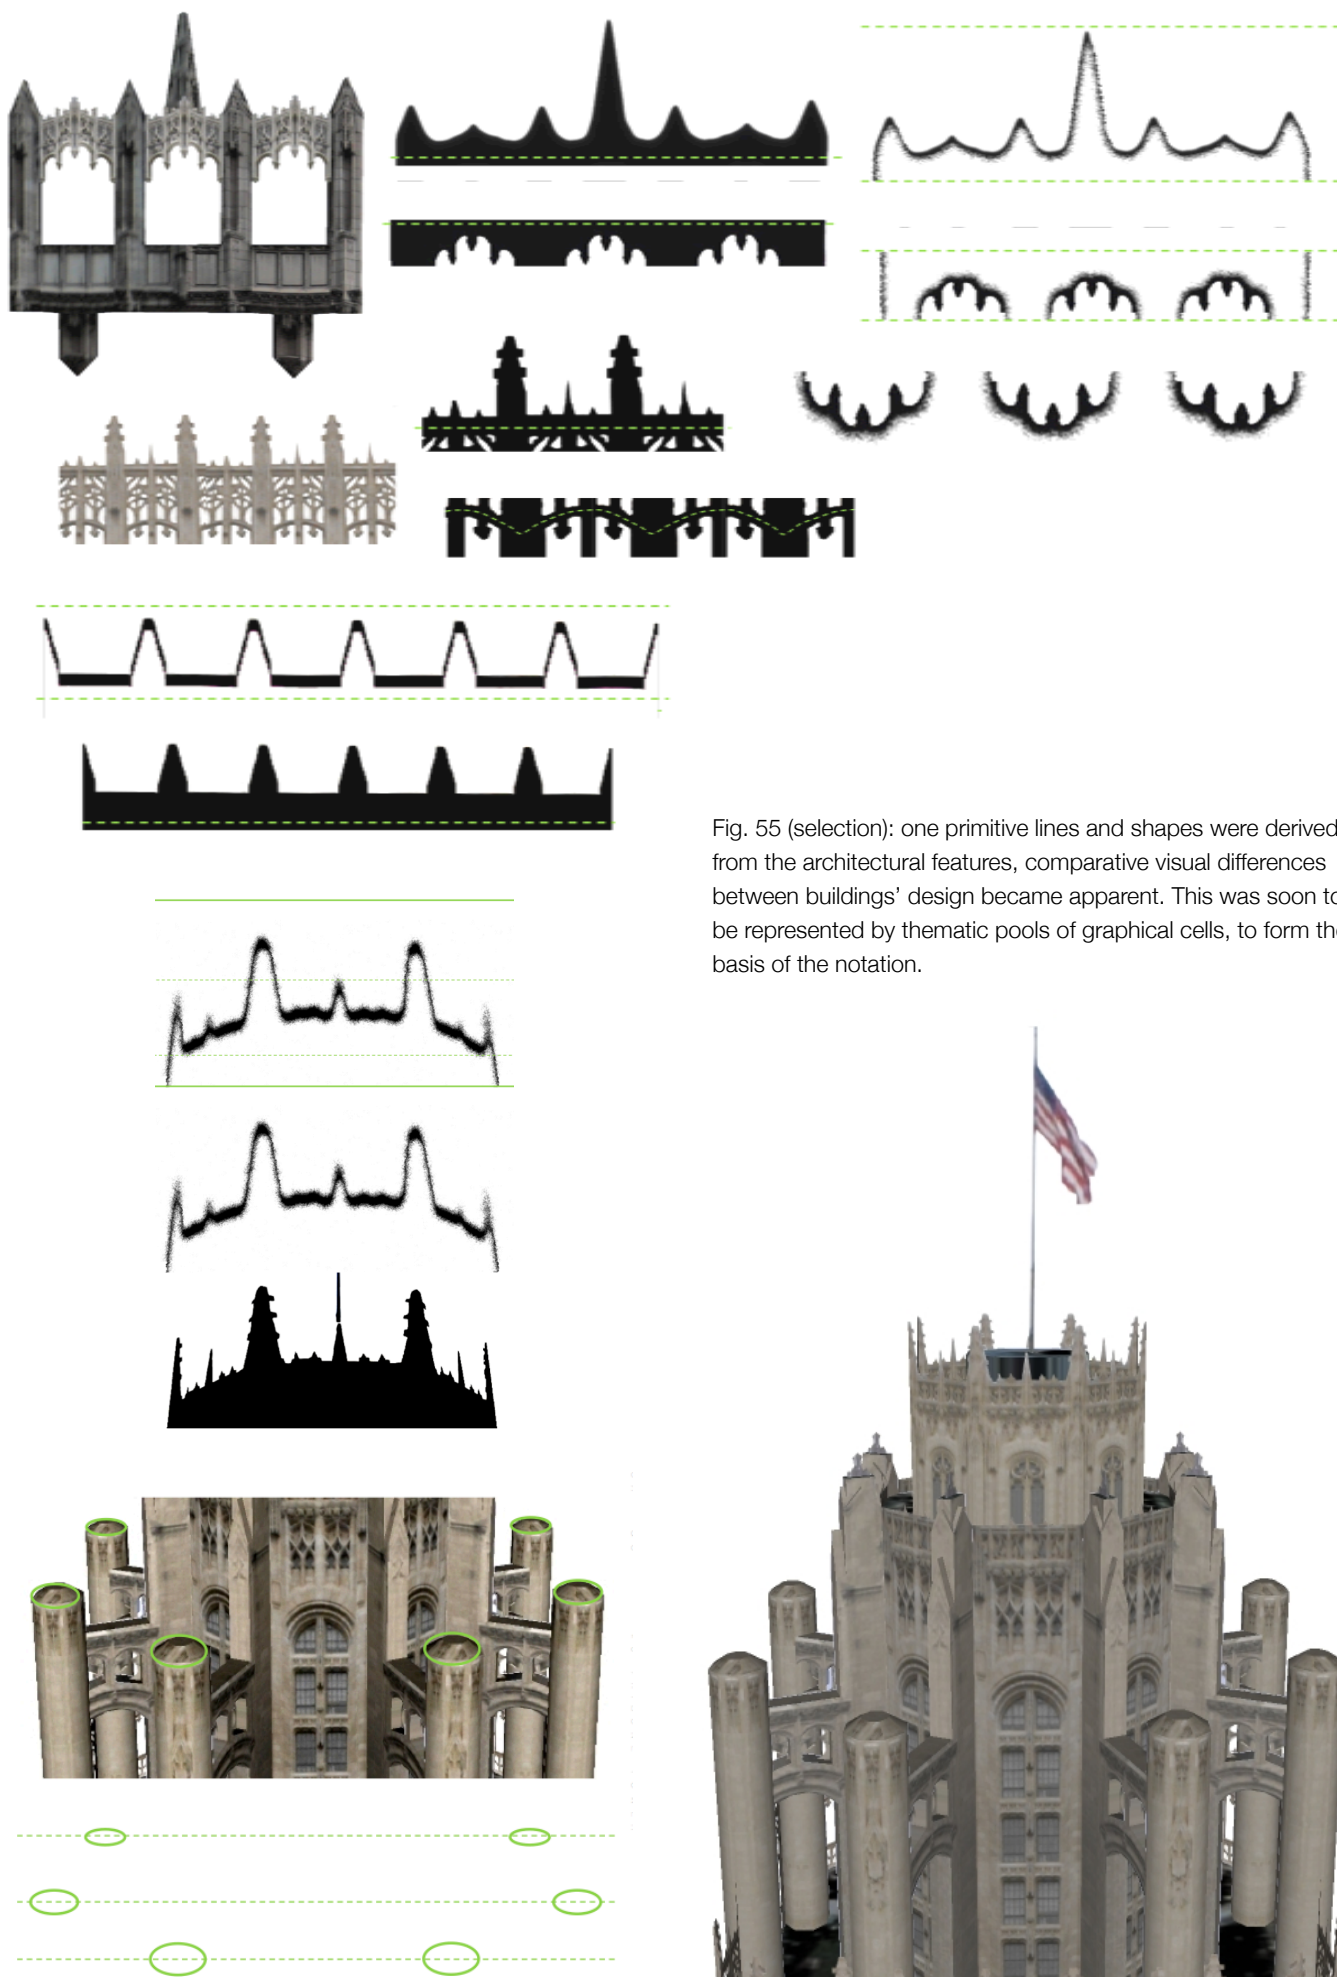 Fig. 55 (selection): one primitive lines and shapes were derived
from the architectural features, comparative visual differences
between buildings’ design became apparent. This was soon to
be represented by thematic pools of graphical cells, to form the
basis of the notation.